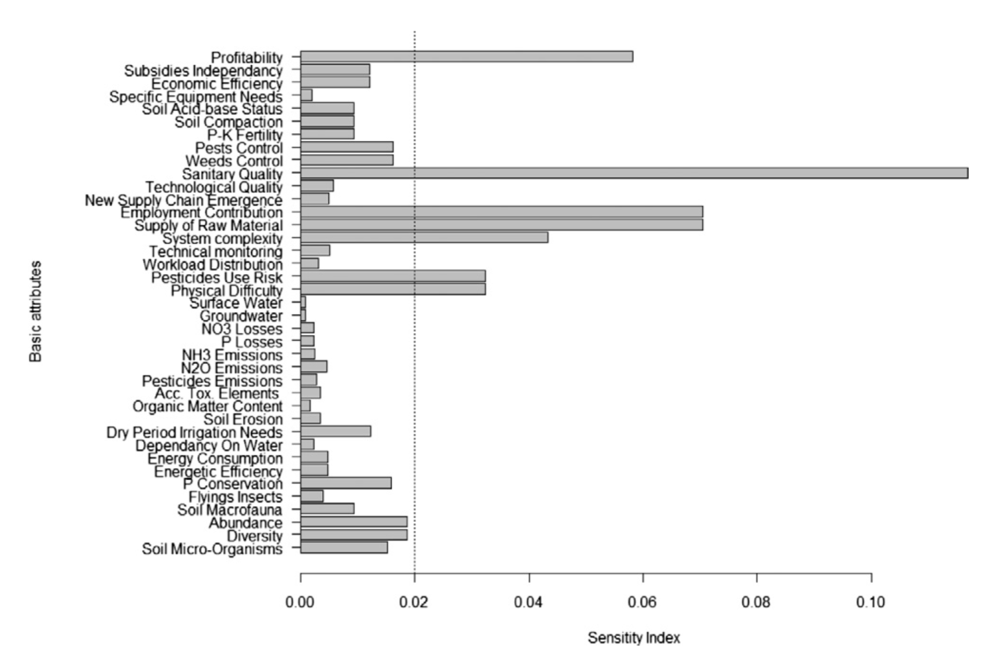 Profitability
Subsidies Independancy
Economic Efficiency
Specific Equipment Needs
Soil Acid-base Status
Soil Compaction
P-K Fertility
Pests Control
Weeds Control
Sanitary Quality
Technological Quality
New Supply Chain Emergence
Employment Contribution
Supply of Raw Material
System complexity
Technical monitoring
Workload Distribution
Pesticides Use Risk
Physical Difficulty
Surface Water
Groundwater
NO3 Losses
P Losses
NH3 Emissions
N2O Emissions
Pesticides Emissions
Acc. Tox. Elements
Organic Matter Content
Soil Erosion
Dry Period Irrigation Needs
Dependancy On Water
Energy Consumption
Energetic Efficiency
P Conservation
Flyings Insects
Soil Macrofauna
Abundance
Diversity
Soil Micro-Organisms
Basic attributes
0.00 0.02 0.04 0.06 0.08 0.10
Sensitity Index